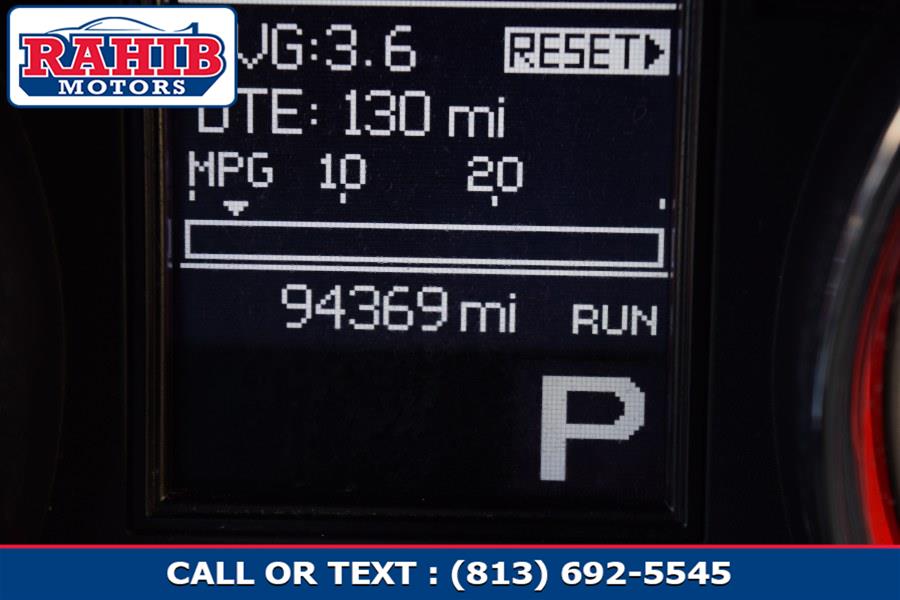 RAHIB
MOTORS
VG:3.6
RESET
DTE: 130 mi
MPG 10 20
94369 mi RUN
P
CALL OR TEXT : (813) 692-5545